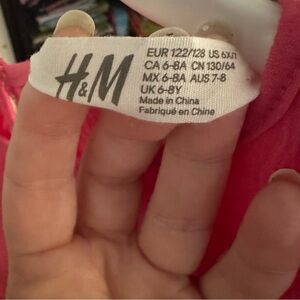 H&M
EUR 122/128 US 6X/7
CA 6-8A CN 130/64
MX 6-8A AUS 7-8
UK 6-8Y
Made in China
Fabriqué en Chine